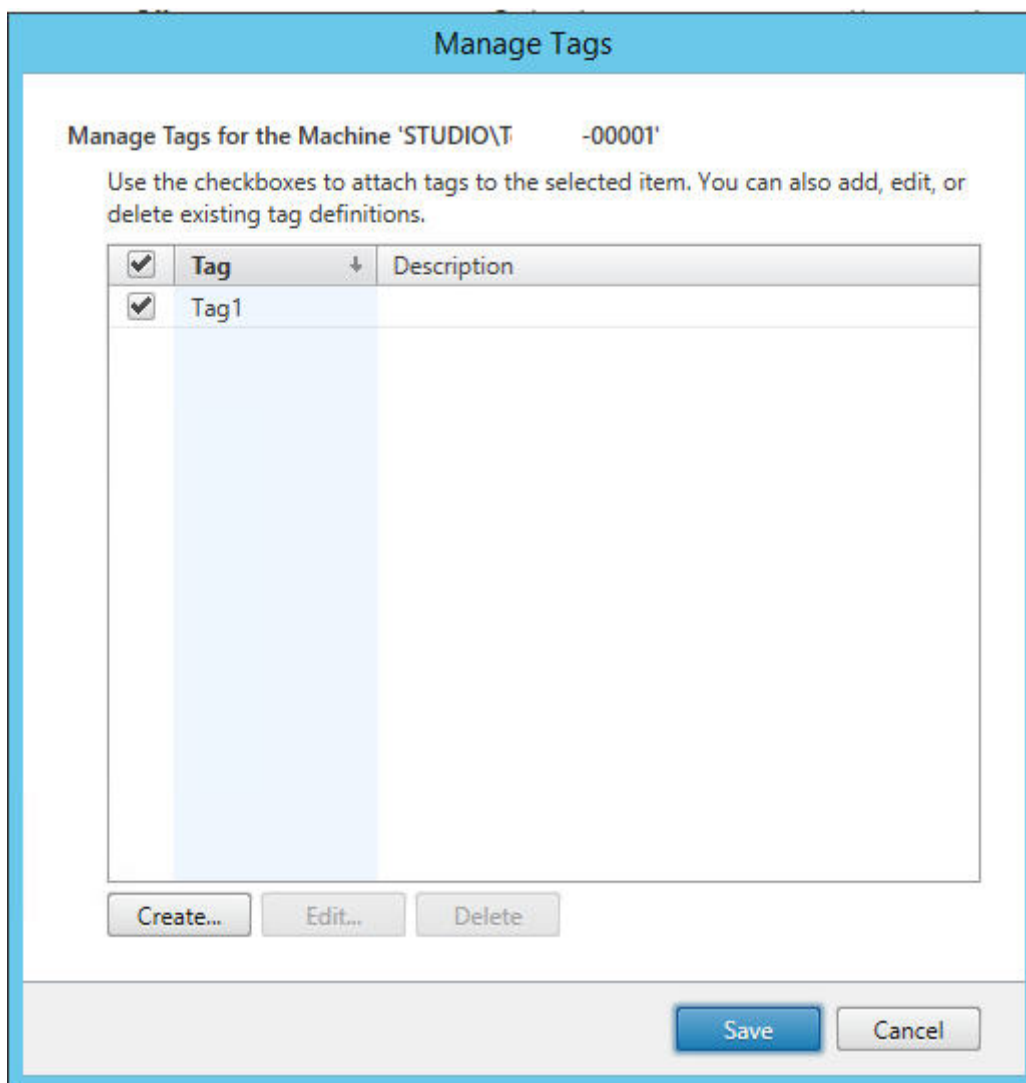 Manage Tags
Manage Tags for the Machine 'STUDIO\T -00001'
Use the checkboxes to attach tags to the selected item. You can also add, edit, or
delete existing tag definitions.
Tag Description
Tag1
Create... Edit... Delete
Save Cancel